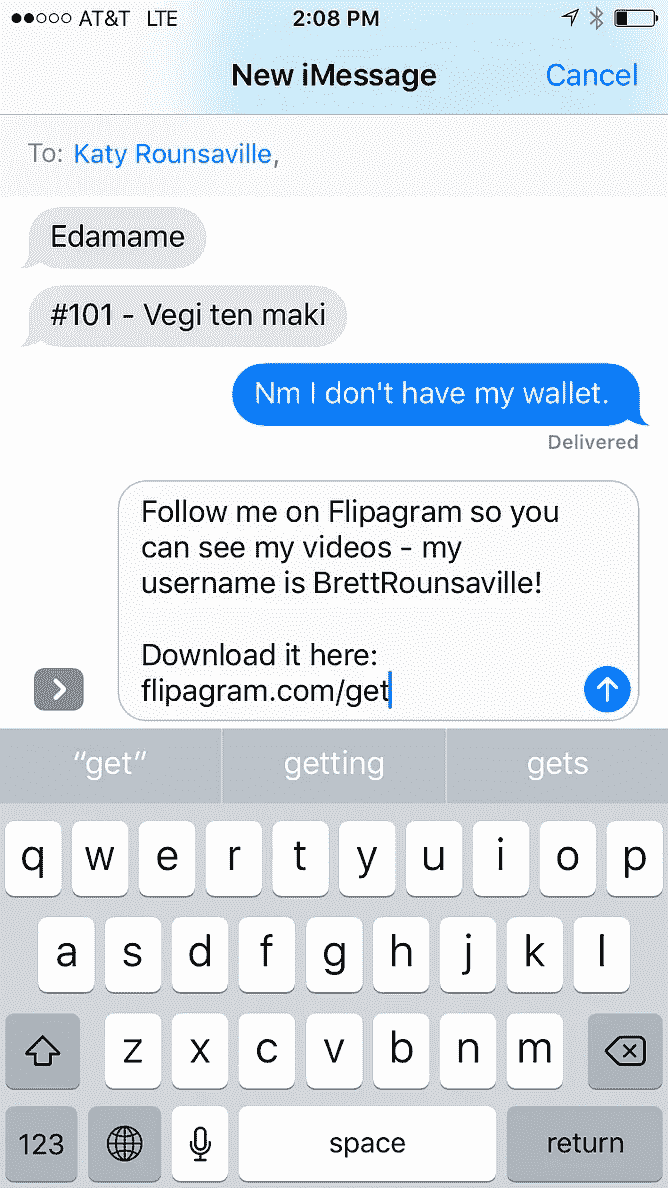 AT&T LTE 2:08 PM
New iMessage Cancel
To: Katy Rounsaville,
Edamame
#101 - Vegi ten maki
Nm I don't have my wallet.
Delivered
Follow me on Flipagram so you
can see my videos - my
username is BrettRounsaville!
Download it here:
flipagram.com/get
“get” getting gets
q w e r t y u i o p
a s d f g h j k l
z x c v b n m
123 space return